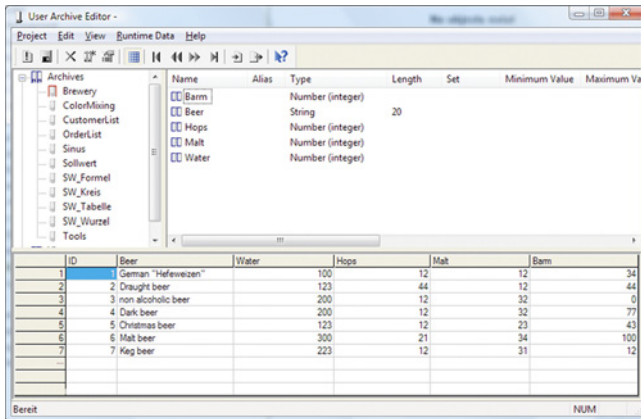 User Archive Editor -
Project Edit View Runtime Data Help
Archives
Brewery
ColorMixing
CustomerList
OrderList
Sinus
Sollwert
SW_Formel
SW_Kreis
SW_Tabelle
SW_Wurzel
Tools
Name Alias Type Length Set Minimum Value Maximum Va
Barm Number (integer)
Beer String 20
Hops Number (integer)
Malt Number (integer)
Water Number (integer)
ID Beer Water Hops Malt Barm
1 1 German "Hefeweizen" 100 12 12 34
2 2 Draught beer 123 44 12 44
3 3 non alcoholic beer 200 12 32 0
4 4 Dark beer 200 12 32 77
5 5 Christmas beer 123 12 23 43
6 6 Malt beer 300 21 34 100
7 7 Keg beer 223 12 31 12
...
Bereit NUM